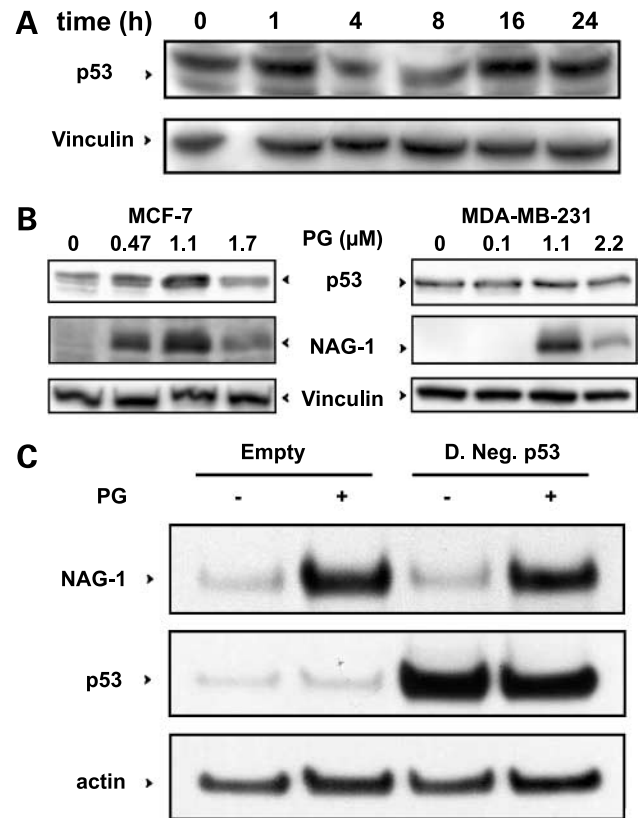 A time (h) 0 1 4 8 16 24
p53
Vinculin
B MCF-7 MDA-MB-231
0 0.47 1.1 1.7 PG (µM) 0 0.1 1.1 2.2
p53
NAG-1
Vinculin
C Empty D. Neg. p53
PG - + - +
NAG-1
p53
actin